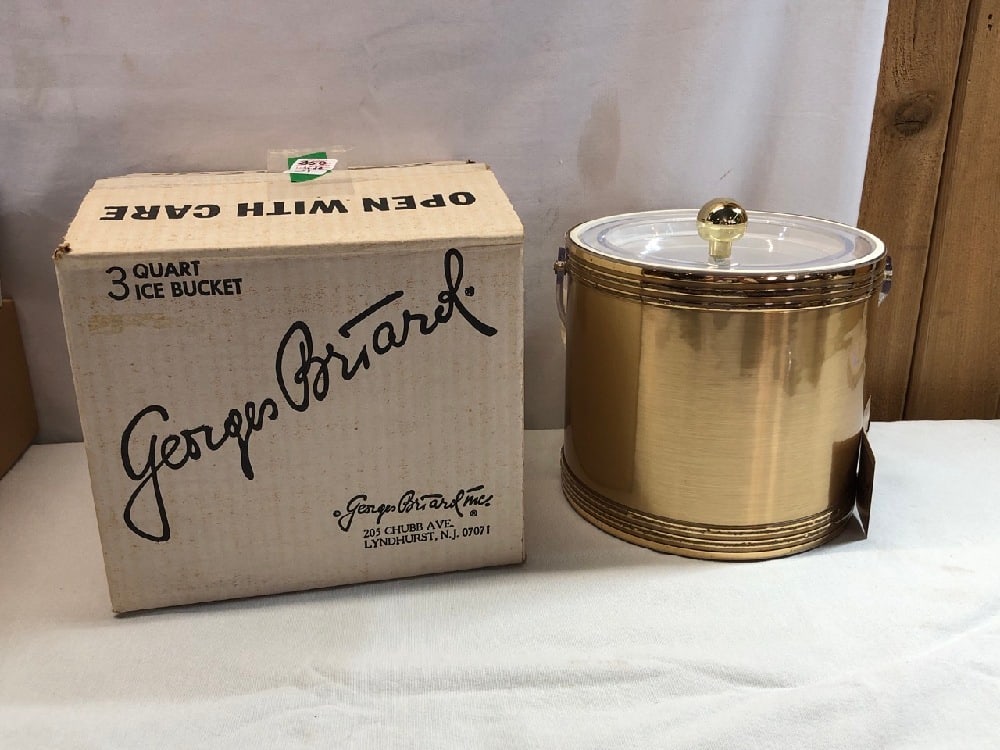 OPEN WITH CARE
3 QUART
ICE BUCKET
Georges Briard®
Georges Briard Inc.
®
205 CHUBB AVE.
LYNDHURST, N.J. 07071